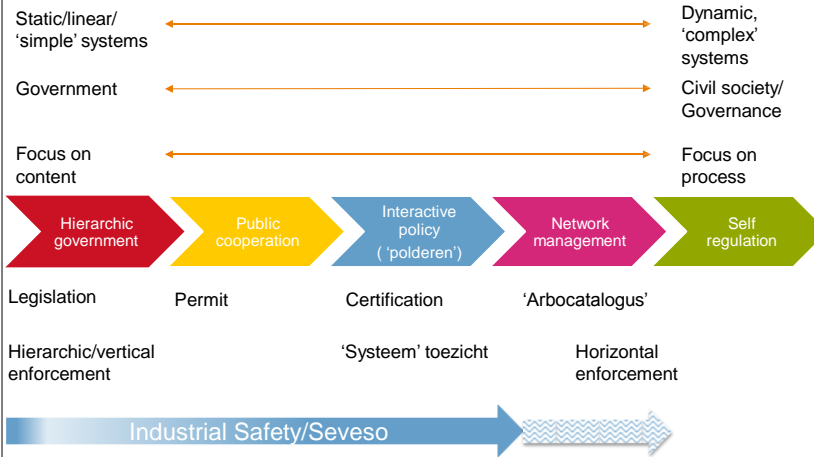 Static/linear/
‘simple’ systems
Dynamic,
‘complex’
systems
Government
Civil society/
Governance
Focus on
content
Focus on
process
Hierarchic
government
Public
cooperation
Interactive
policy
( ‘polderen’)
Network
management
Self
regulation
Legislation
Permit
Certification
‘Arbocatalogus’
Hierarchic/vertical
enforcement
‘Systeem’ toezicht
Horizontal
enforcement
Industrial Safety/Seveso